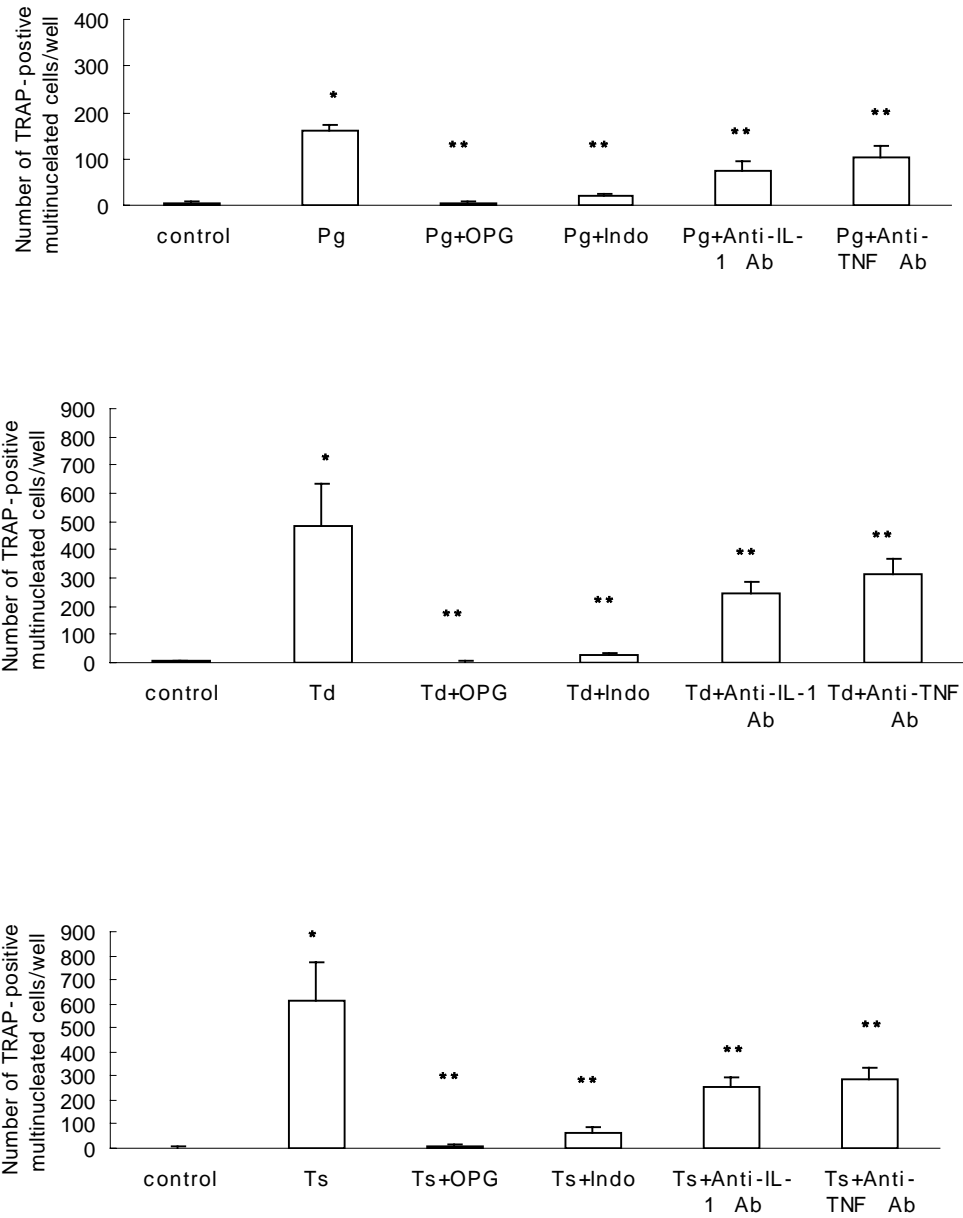 Number of TRAP-postive
multinucelated cells/well
400
300
200
100
0
*
**
**
**
**
control
Pg
Pg+OPG
Pg+Indo
Pg+Anti-IL-
1 Ab
Pg+Anti-
TNF Ab
Number of TRAP-positive
multinucleated cells/well
900
800
700
600
500
400
300
200
100
0
*
**
**
**
**
control
Td
Td+OPG
Td+Indo
Td+Anti-IL-1
Ab
Td+Anti-TNF
Ab
Number of TRAP-positive
multinucleated cells/well
900
800
700
600
500
400
300
200
100
0
*
**
**
**
**
control
Ts
Ts+OPG
Ts+Indo
Ts+Anti-IL-
1 Ab
Ts+Anti-
TNF Ab